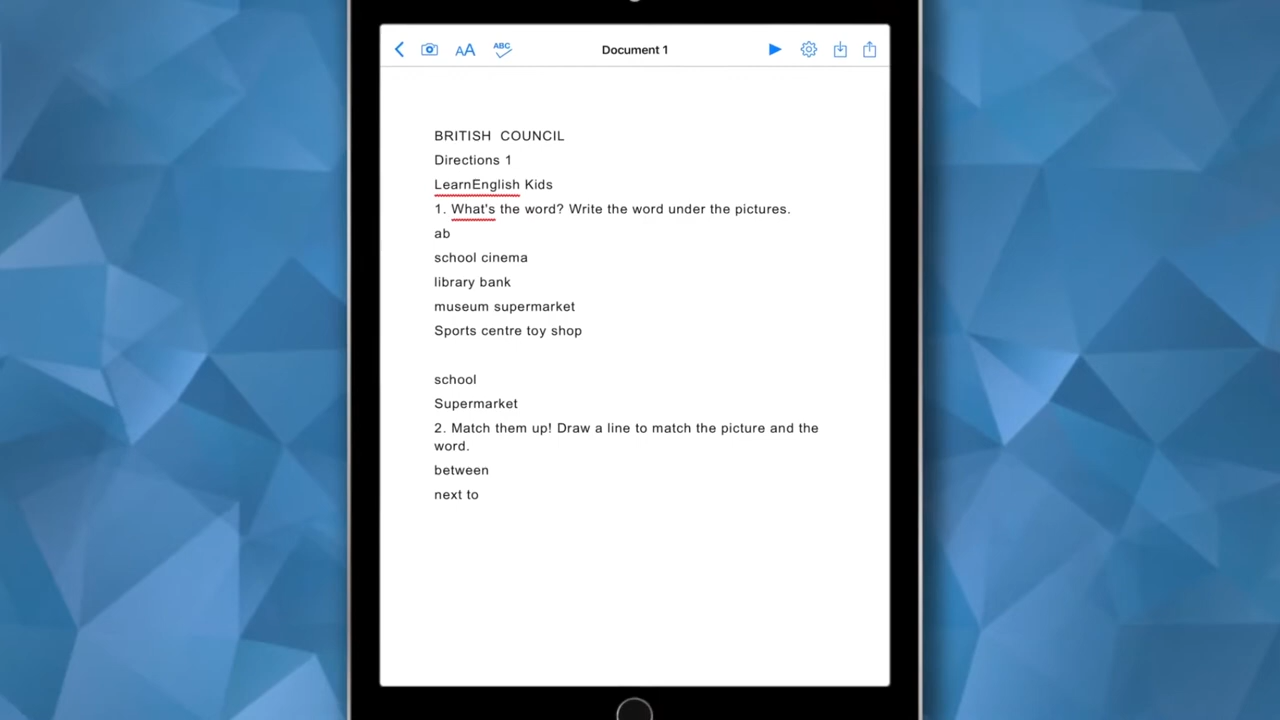 ABC
Document 1
BRITISH COUNCIL
Directions 1
LearnEnglish Kids
1. What's the word? Write the word under the pictures.
ab
school cinema
library bank
museum supermarket
Sports centre toy shop
school
Supermarket
2. Match them up! Draw a line to match the picture and the
word.
between
next to